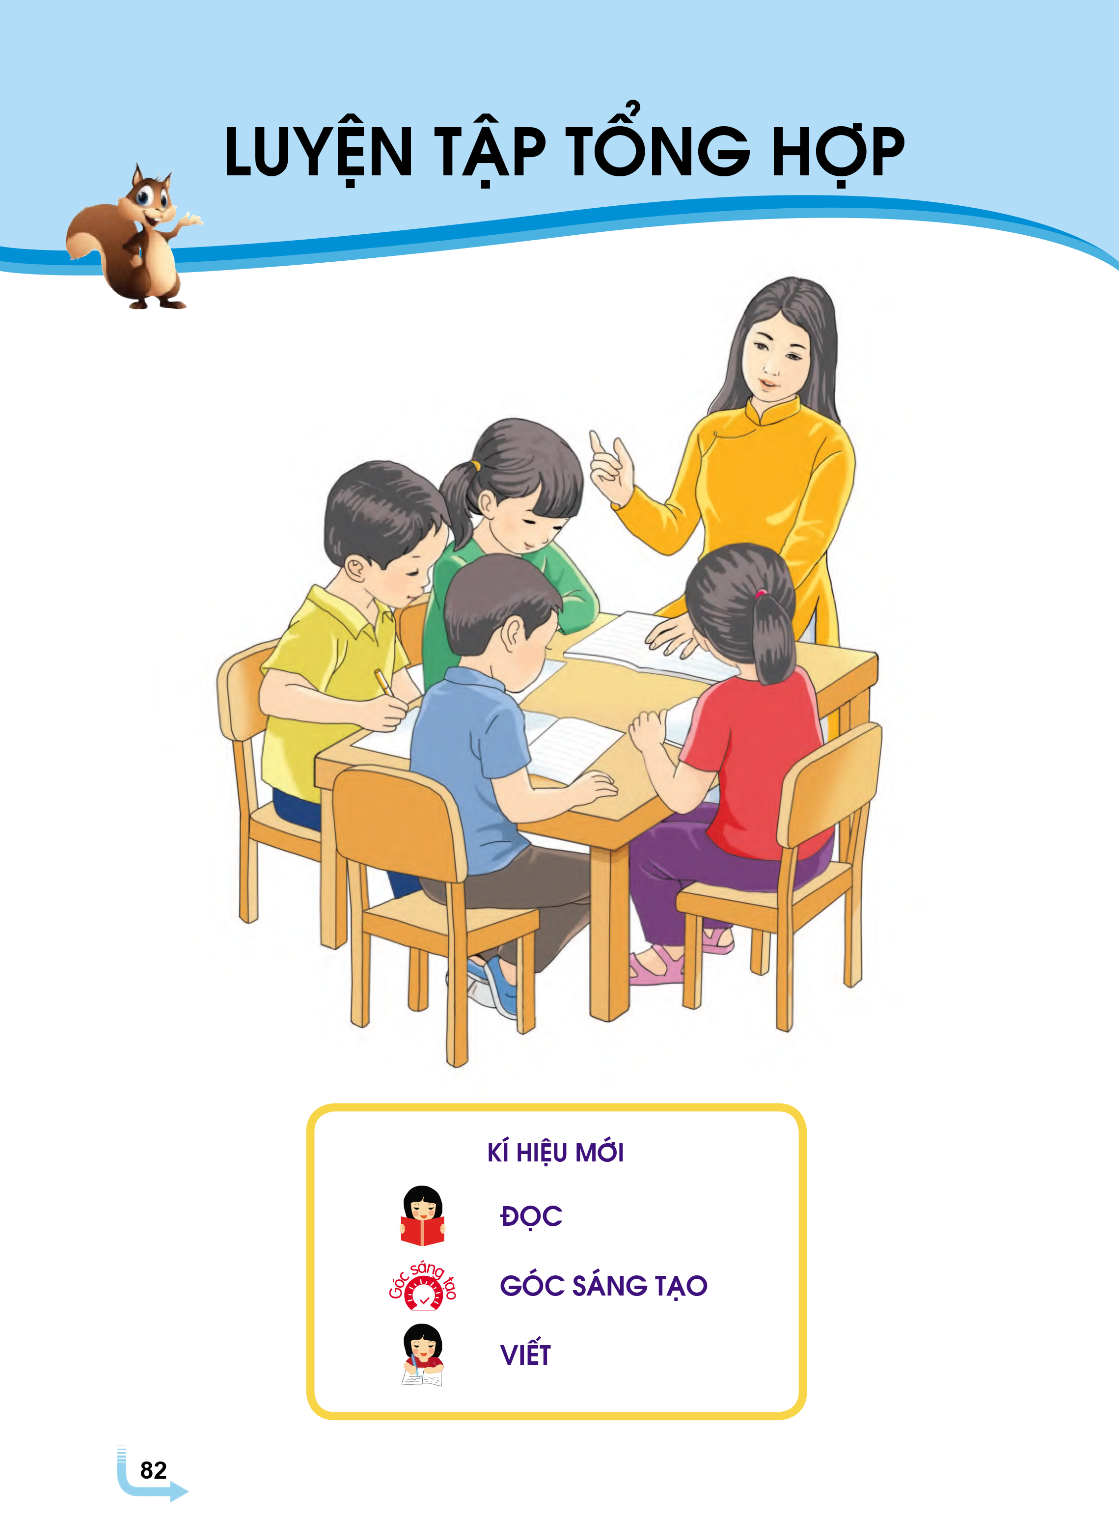 LUYỆN TẬP TỔNG HỢP
KÍ HIỆU MỚI
ĐỌC
Góc sáng tạo
GÓC SÁNG TẠO
VIẾT
82